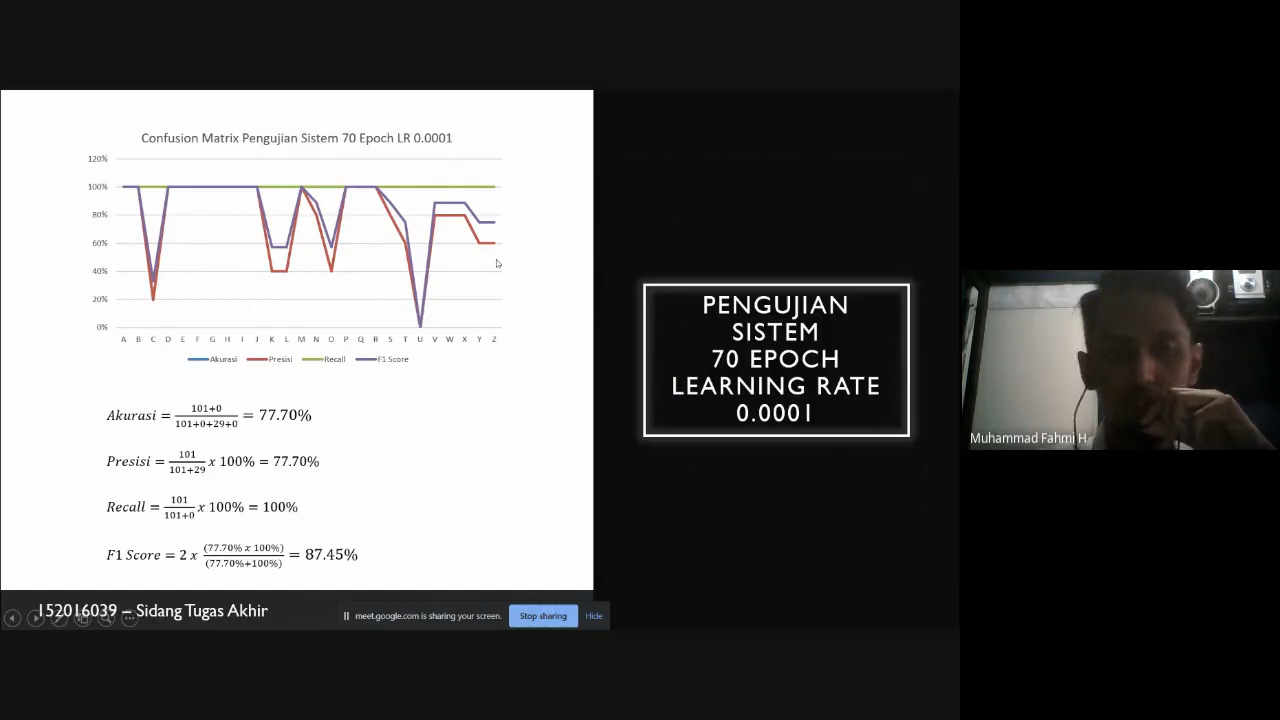 Confusion Matrix Pengujian Sistem 70 Epoch LR 0.0001
120%
100%
80%
60%
40%
20%
0%
A B C D E F G H I J K L M N O P Q R S T U V W X Y Z
Akurasi Presisi Recall F1 Score
Akurasi = 101+0 / 101+0+29+0 = 77.70%
Presisi = 101 / 101+29 x 100% = 77.70%
Recall = 101 / 101+0 x 100% = 100%
F1 Score = 2 x (77.70% x 100%) / (77.70%+100%) = 87.45%
PENGUJIAN
SISTEM
70 EPOCH
LEARNING RATE
0.0001
Muhammad Fahmi H
152016039 – Sidang Tugas Akhir
meet.google.com is sharing your screen.
Stop sharing
Hide